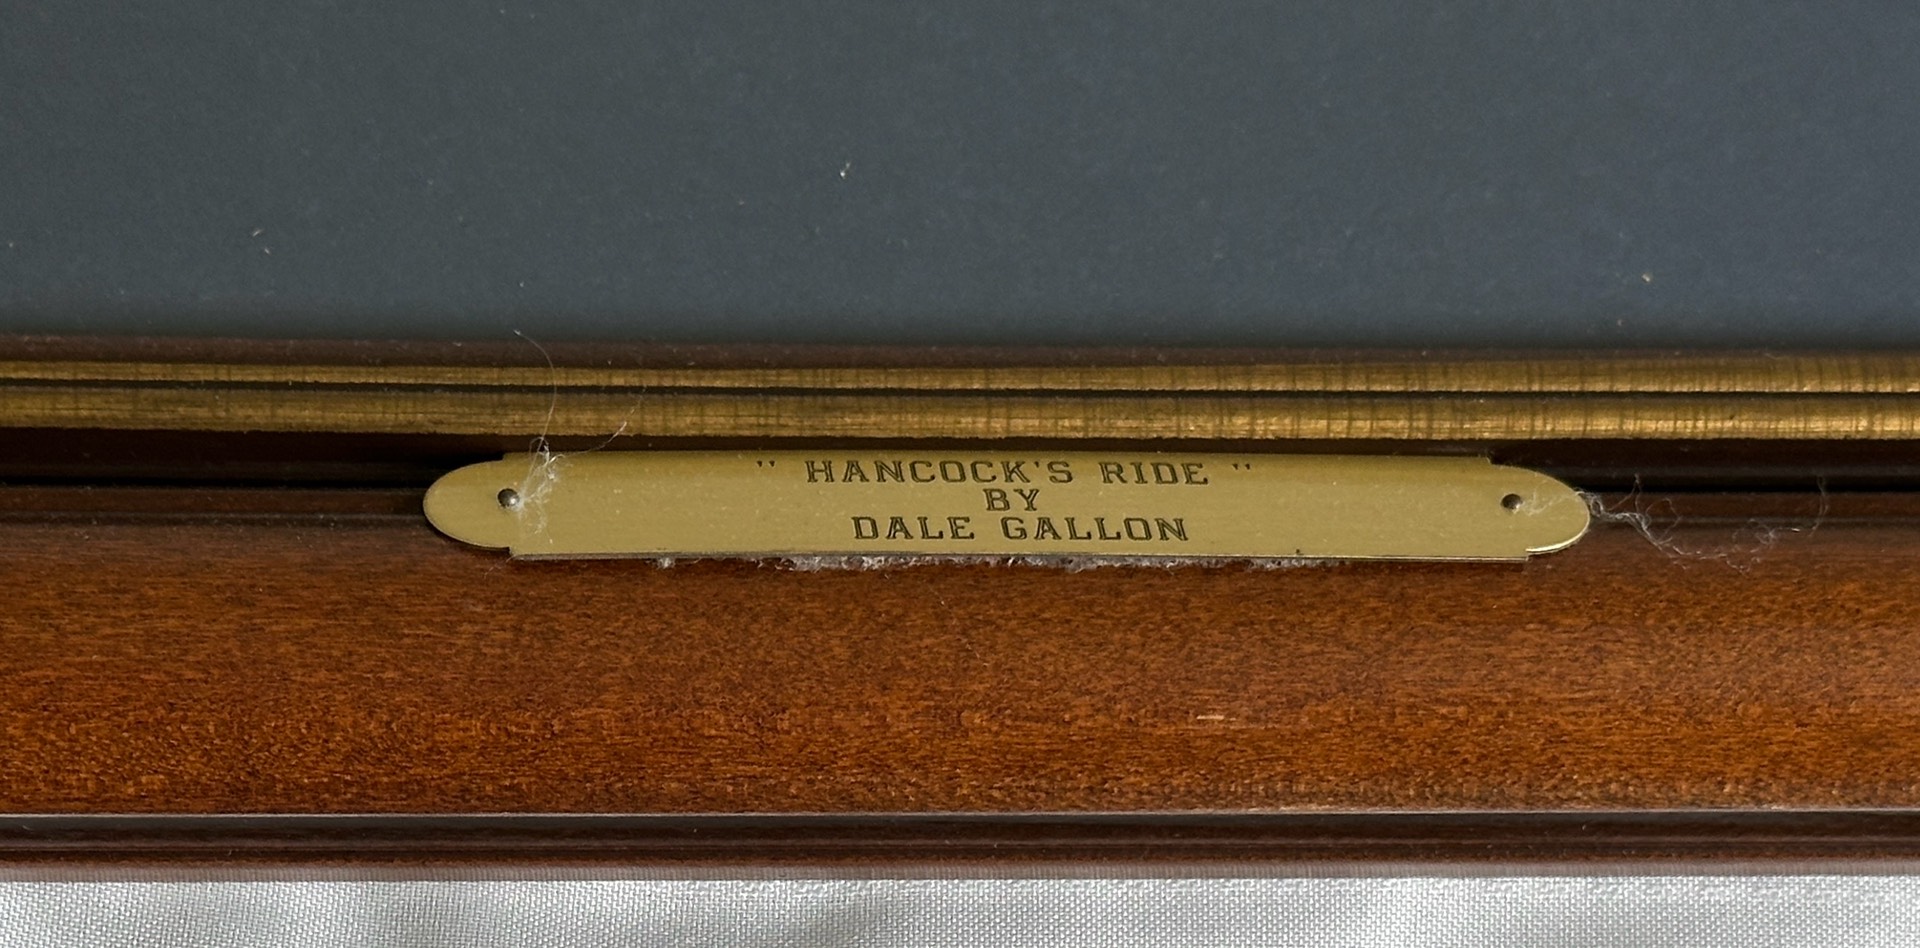 " HANCOCK'S RIDE "
BY
DALE GALLON